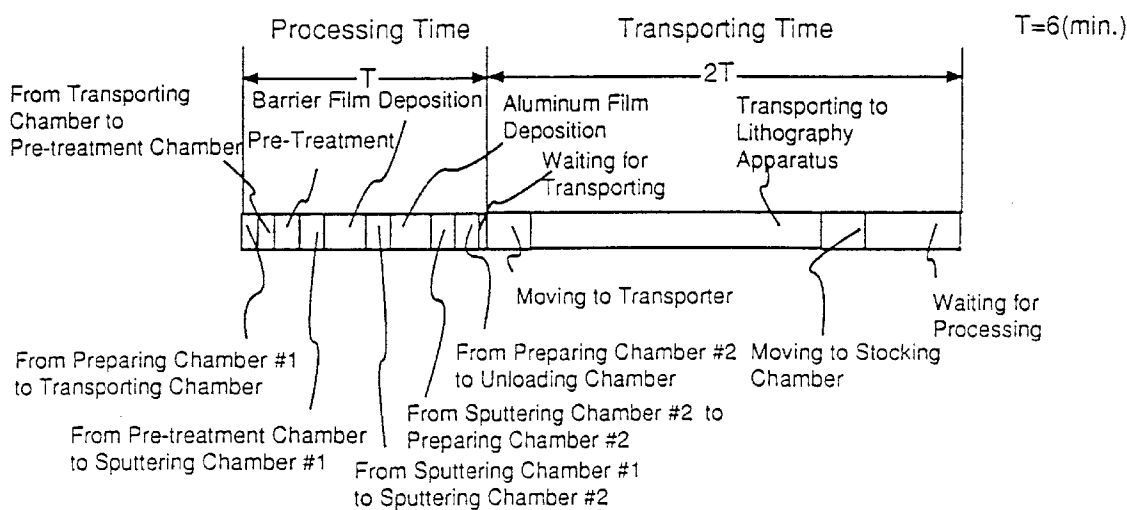 Processing Time
Transporting Time
T=6(min.)
T
2T
From Transporting
Chamber to
Pre-treatment Chamber
Barrier Film Deposition
Pre-Treatment
Aluminum Film
Deposition
Waiting for
Transporting
Transporting to
Lithography
Apparatus
Moving to Transporter
Waiting for
Processing
From Preparing Chamber #1
to Transporting Chamber
From Preparing Chamber #2
to Unloading Chamber
Moving to Stocking
Chamber
From Sputtering Chamber #2 to
Preparing Chamber #2
From Pre-treatment Chamber
to Sputtering Chamber #1
From Sputtering Chamber #1
to Sputtering Chamber #2